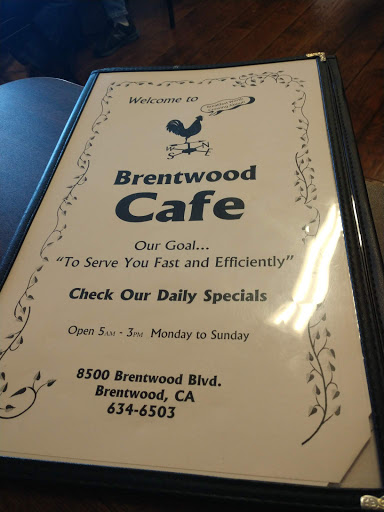 Welcome to
Brentwood
Cafe
Our Goal...
"To Serve You Fast and Efficiently"
Check Our Daily Specials
Open 5AM - 3PM Monday to Sunday
8500 Brentwood Blvd.
Brentwood, CA
634-6503